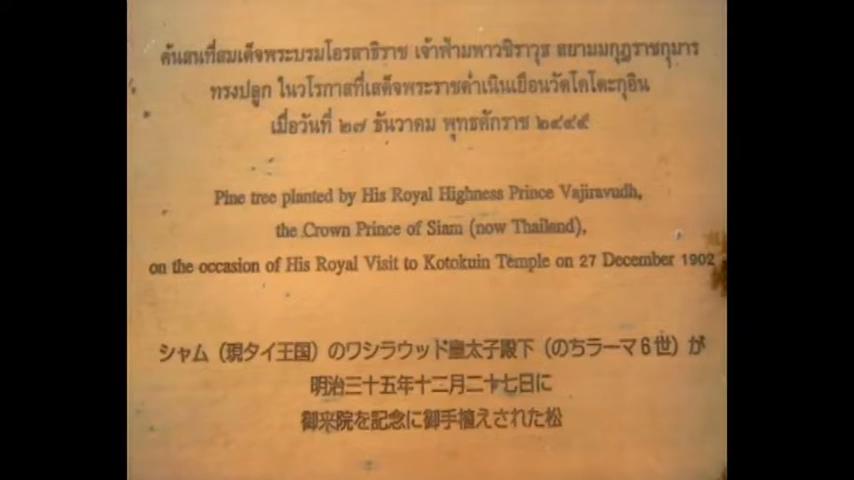 ต้นสนที่สมเด็จพระบรมโอรสาธิราช เจ้าฟ้ามหาวชิราวุธ สยามมกุฎราชกุมาร
ทรงปลูก ในวโรกาสที่เสด็จพระราชดำเนินเยือนวัดโคโตะกุอิน
เมื่อวันที่ ๒๗ ธันวาคม พุทธศักราช ๒๔๔๕
Pine tree planted by His Royal Highness Prince Vajiravudh,
the Crown Prince of Siam (now Thailand),
on the occasion of His Royal Visit to Kotokuin Temple on 27 December 1902
シャム（現タイ王国）のワシラウッド皇太子殿下（のちラーマ6世）が
明治三十五年十二月二十七日に
御来院を記念に御手植えされた松